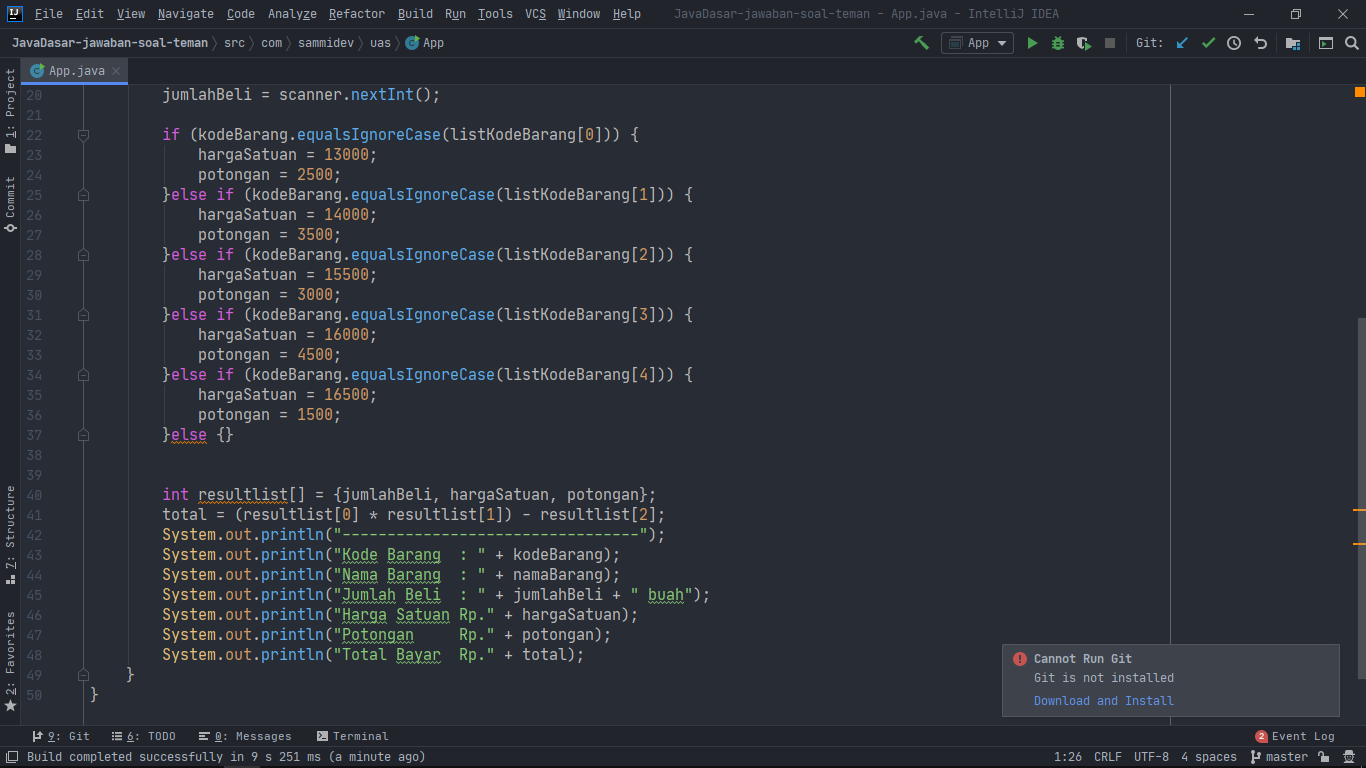 File Edit View Navigate Code Analyze Refactor Build Run Tools VCS Window Help JavaDasar-jawaban-soal-teman - App.java - IntelliJ IDEA
JavaDasar-jawaban-soal-teman src com sammidev uas App App Git:
App.java
1: Project
Commit
7: Structure
2: Favorites
20 jumlahBeli = scanner.nextInt();
21
22 if (kodeBarang.equalsIgnoreCase(listKodeBarang[0])) {
23 hargaSatuan = 13000;
24 potongan = 2500;
25 }else if (kodeBarang.equalsIgnoreCase(listKodeBarang[1])) {
26 hargaSatuan = 14000;
27 potongan = 3500;
28 }else if (kodeBarang.equalsIgnoreCase(listKodeBarang[2])) {
29 hargaSatuan = 15500;
30 potongan = 3000;
31 }else if (kodeBarang.equalsIgnoreCase(listKodeBarang[3])) {
32 hargaSatuan = 16000;
33 potongan = 4500;
34 }else if (kodeBarang.equalsIgnoreCase(listKodeBarang[4])) {
35 hargaSatuan = 16500;
36 potongan = 1500;
37 }else {}
38
39
40 int resultlist[] = {jumlahBeli, hargaSatuan, potongan};
41 total = (resultlist[0] * resultlist[1]) - resultlist[2];
42 System.out.println("---------------------------------");
43 System.out.println("Kode Barang  : " + kodeBarang);
44 System.out.println("Nama Barang  : " + namaBarang);
45 System.out.println("Jumlah Beli  : " + jumlahBeli + " buah");
46 System.out.println("Harga Satuan Rp." + hargaSatuan);
47 System.out.println("Potongan     Rp." + potongan);
48 System.out.println("Total Bayar  Rp." + total);
49 }
50 }
Cannot Run Git
Git is not installed
Download and Install
9: Git 6: TODO 0: Messages Terminal 2 Event Log
Build completed successfully in 9 s 251 ms (a minute ago) 1:26 CRLF UTF-8 4 spaces master